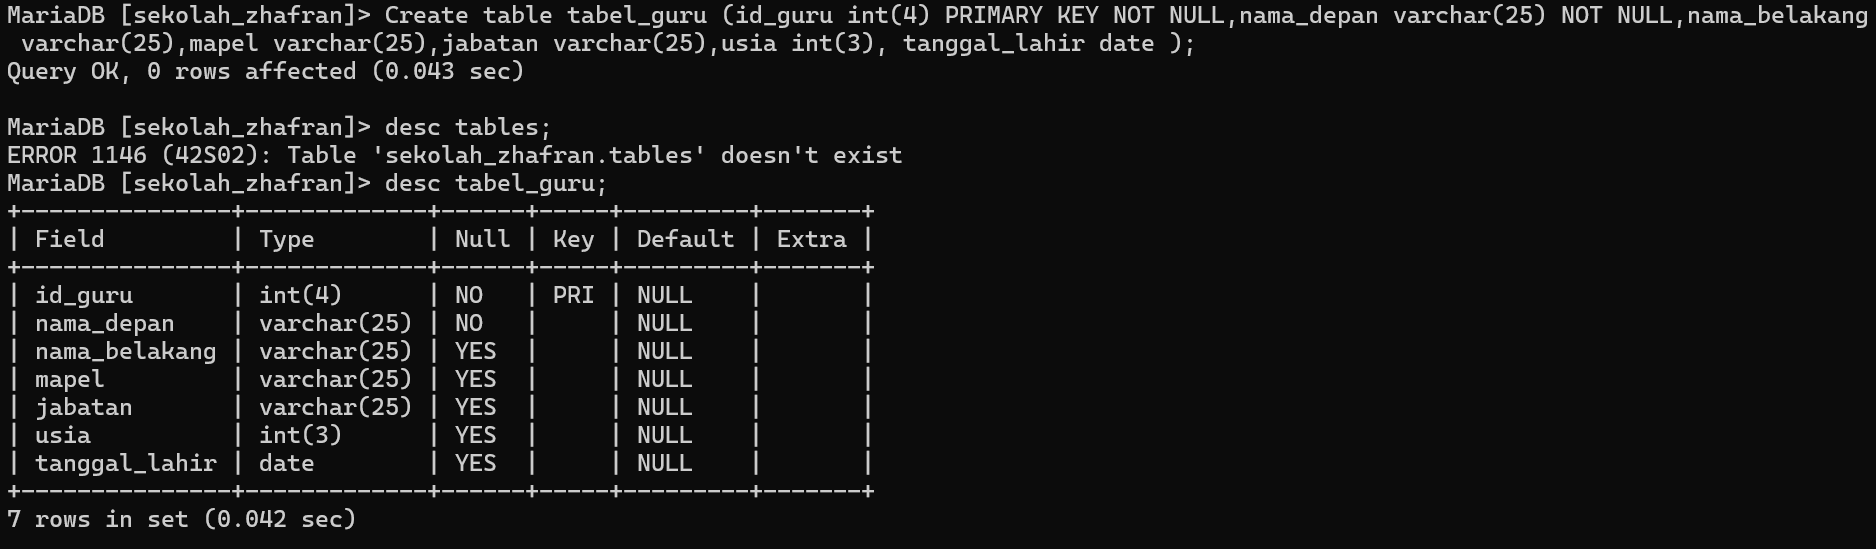 MariaDB [sekolah_zhafran]> Create table tabel_guru (id_guru int(4) PRIMARY KEY NOT NULL,nama_depan varchar(25) NOT NULL,nama_belakang
 varchar(25),mapel varchar(25),jabatan varchar(25),usia int(3), tanggal_lahir date );
Query OK, 0 rows affected (0.043 sec)

MariaDB [sekolah_zhafran]> desc tables;
ERROR 1146 (42S02): Table 'sekolah_zhafran.tables' doesn't exist
MariaDB [sekolah_zhafran]> desc tabel_guru;
+---------------+-------------+------+-----+---------+-------+
| Field         | Type        | Null | Key | Default | Extra |
+---------------+-------------+------+-----+---------+-------+
| id_guru       | int(4)      | NO   | PRI | NULL    |       |
| nama_depan    | varchar(25) | NO   |     | NULL    |       |
| nama_belakang | varchar(25) | YES  |     | NULL    |       |
| mapel         | varchar(25) | YES  |     | NULL    |       |
| jabatan       | varchar(25) | YES  |     | NULL    |       |
| usia          | int(3)      | YES  |     | NULL    |       |
| tanggal_lahir | date        | YES  |     | NULL    |       |
+---------------+-------------+------+-----+---------+-------+
7 rows in set (0.042 sec)